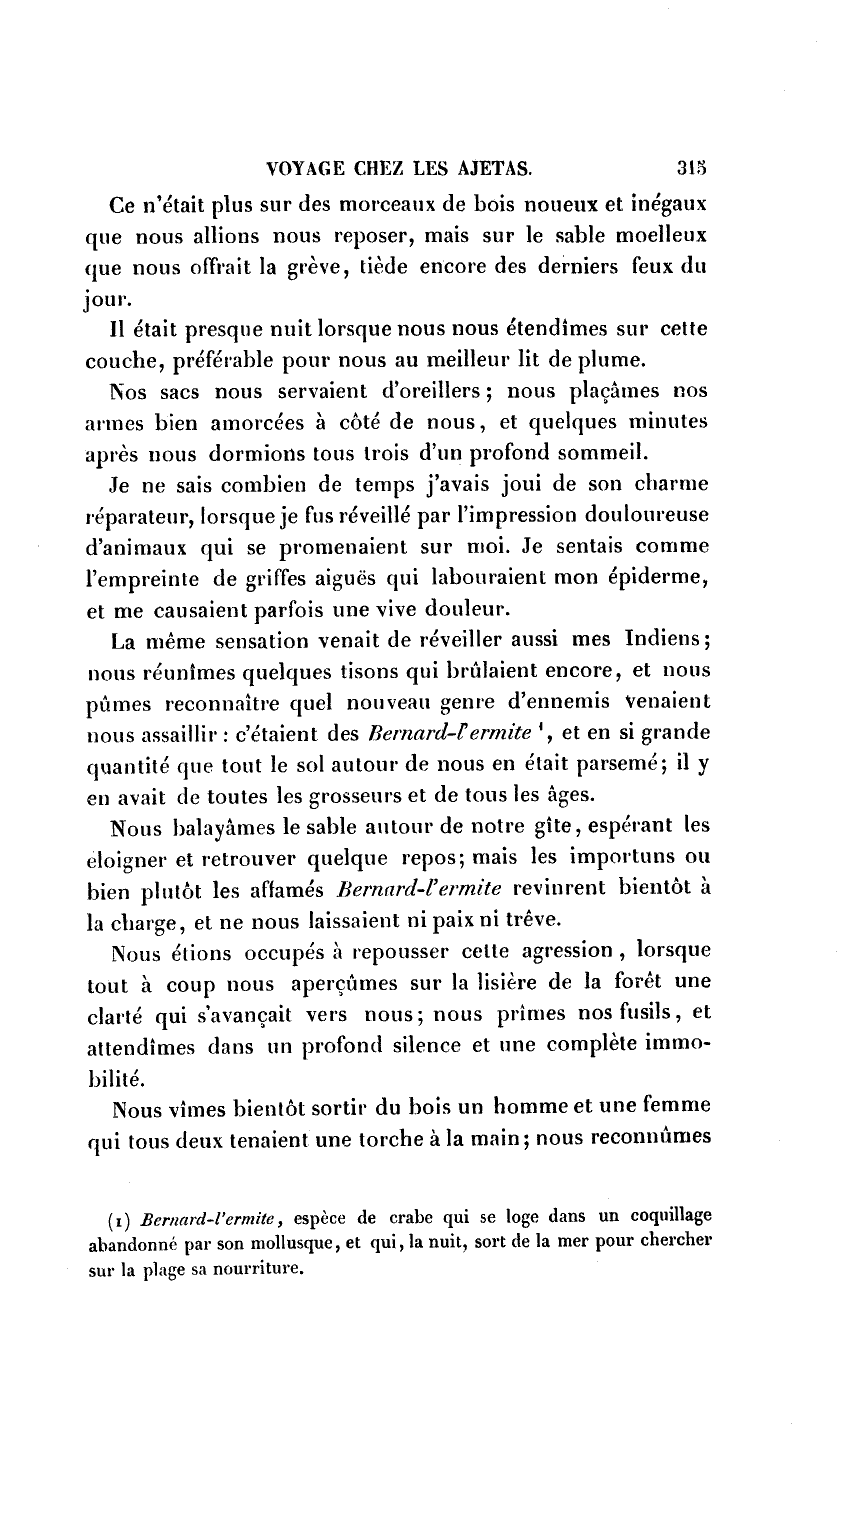 VOYAGE CHEZ LES AJETAS. 315
Ce n'était plus sur des morceaux de bois noueux et inégaux
que nous allions nous reposer, mais sur le sable moelleux
que nous offrait la grève, tiède encore des derniers feux du
jour.
Il était presque nuit lorsque nous nous étendîmes sur cette
couche, préférable pour nous au meilleur lit de plume.
Nos sacs nous servaient d'oreillers; nous plaçâmes nos
armes bien amorcées à côté de nous, et quelques minutes
après nous dormions tous trois d'un profond sommeil.
Je ne sais combien de temps j'avais joui de son charme
réparateur, lorsque je fus réveillé par l'impression douloureuse
d'animaux qui se promenaient sur moi. Je sentais comme
l'empreinte de griffes aiguës qui labouraient mon épiderme,
et me causaient parfois une vive douleur.
La même sensation venait de réveiller aussi mes Indiens;
nous réunîmes quelques tisons qui brûlaient encore, et nous
pûmes reconnaître quel nouveau genre d'ennemis venaient
nous assaillir : c'étaient des Bernard-l'ermite ¹, et en si grande
quantité que tout le sol autour de nous en était parsemé; il y
en avait de toutes les grosseurs et de tous les âges.
Nous balayâmes le sable autour de notre gîte, espérant les
éloigner et retrouver quelque repos; mais les importuns ou
bien plutôt les affamés Bernard-l'ermite revinrent bientôt à
la charge, et ne nous laissaient ni paix ni trêve.
Nous étions occupés à repousser cette agression, lorsque
tout à coup nous aperçûmes sur la lisière de la forêt une
clarté qui s'avançait vers nous; nous prîmes nos fusils, et
attendîmes dans un profond silence et une complète immo-
bilité.
Nous vîmes bientôt sortir du bois un homme et une femme
qui tous deux tenaient une torche à la main; nous reconnûmes
(1) Bernard-l'ermite, espèce de crabe qui se loge dans un coquillage
abandonné par son mollusque, et qui, la nuit, sort de la mer pour chercher
sur la plage sa nourriture.